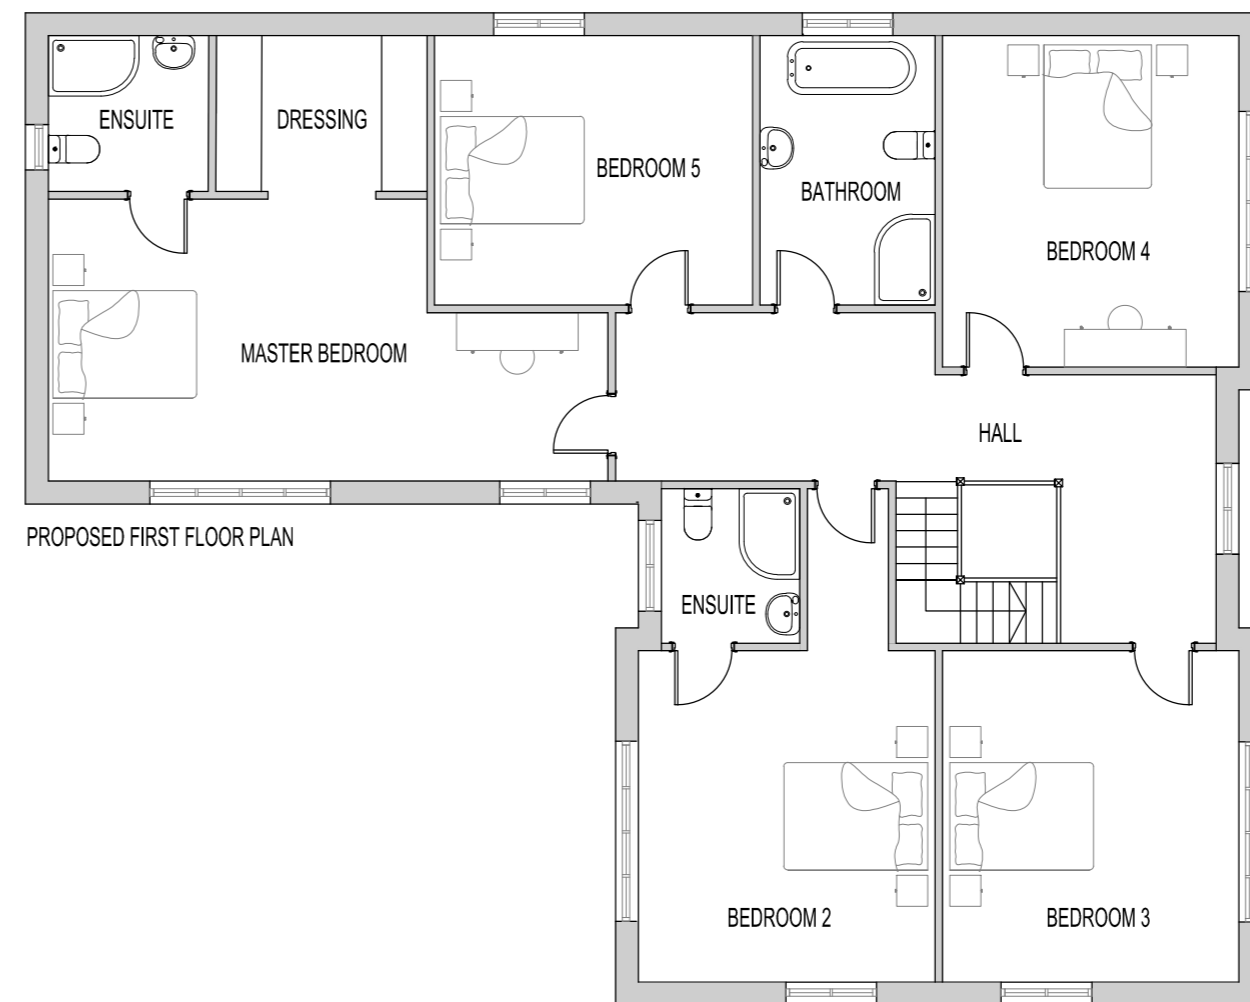 ENSUITE
DRESSING
BEDROOM 5
BATHROOM
BEDROOM 4
MASTER BEDROOM
HALL
PROPOSED FIRST FLOOR PLAN
ENSUITE
BEDROOM 2
BEDROOM 3